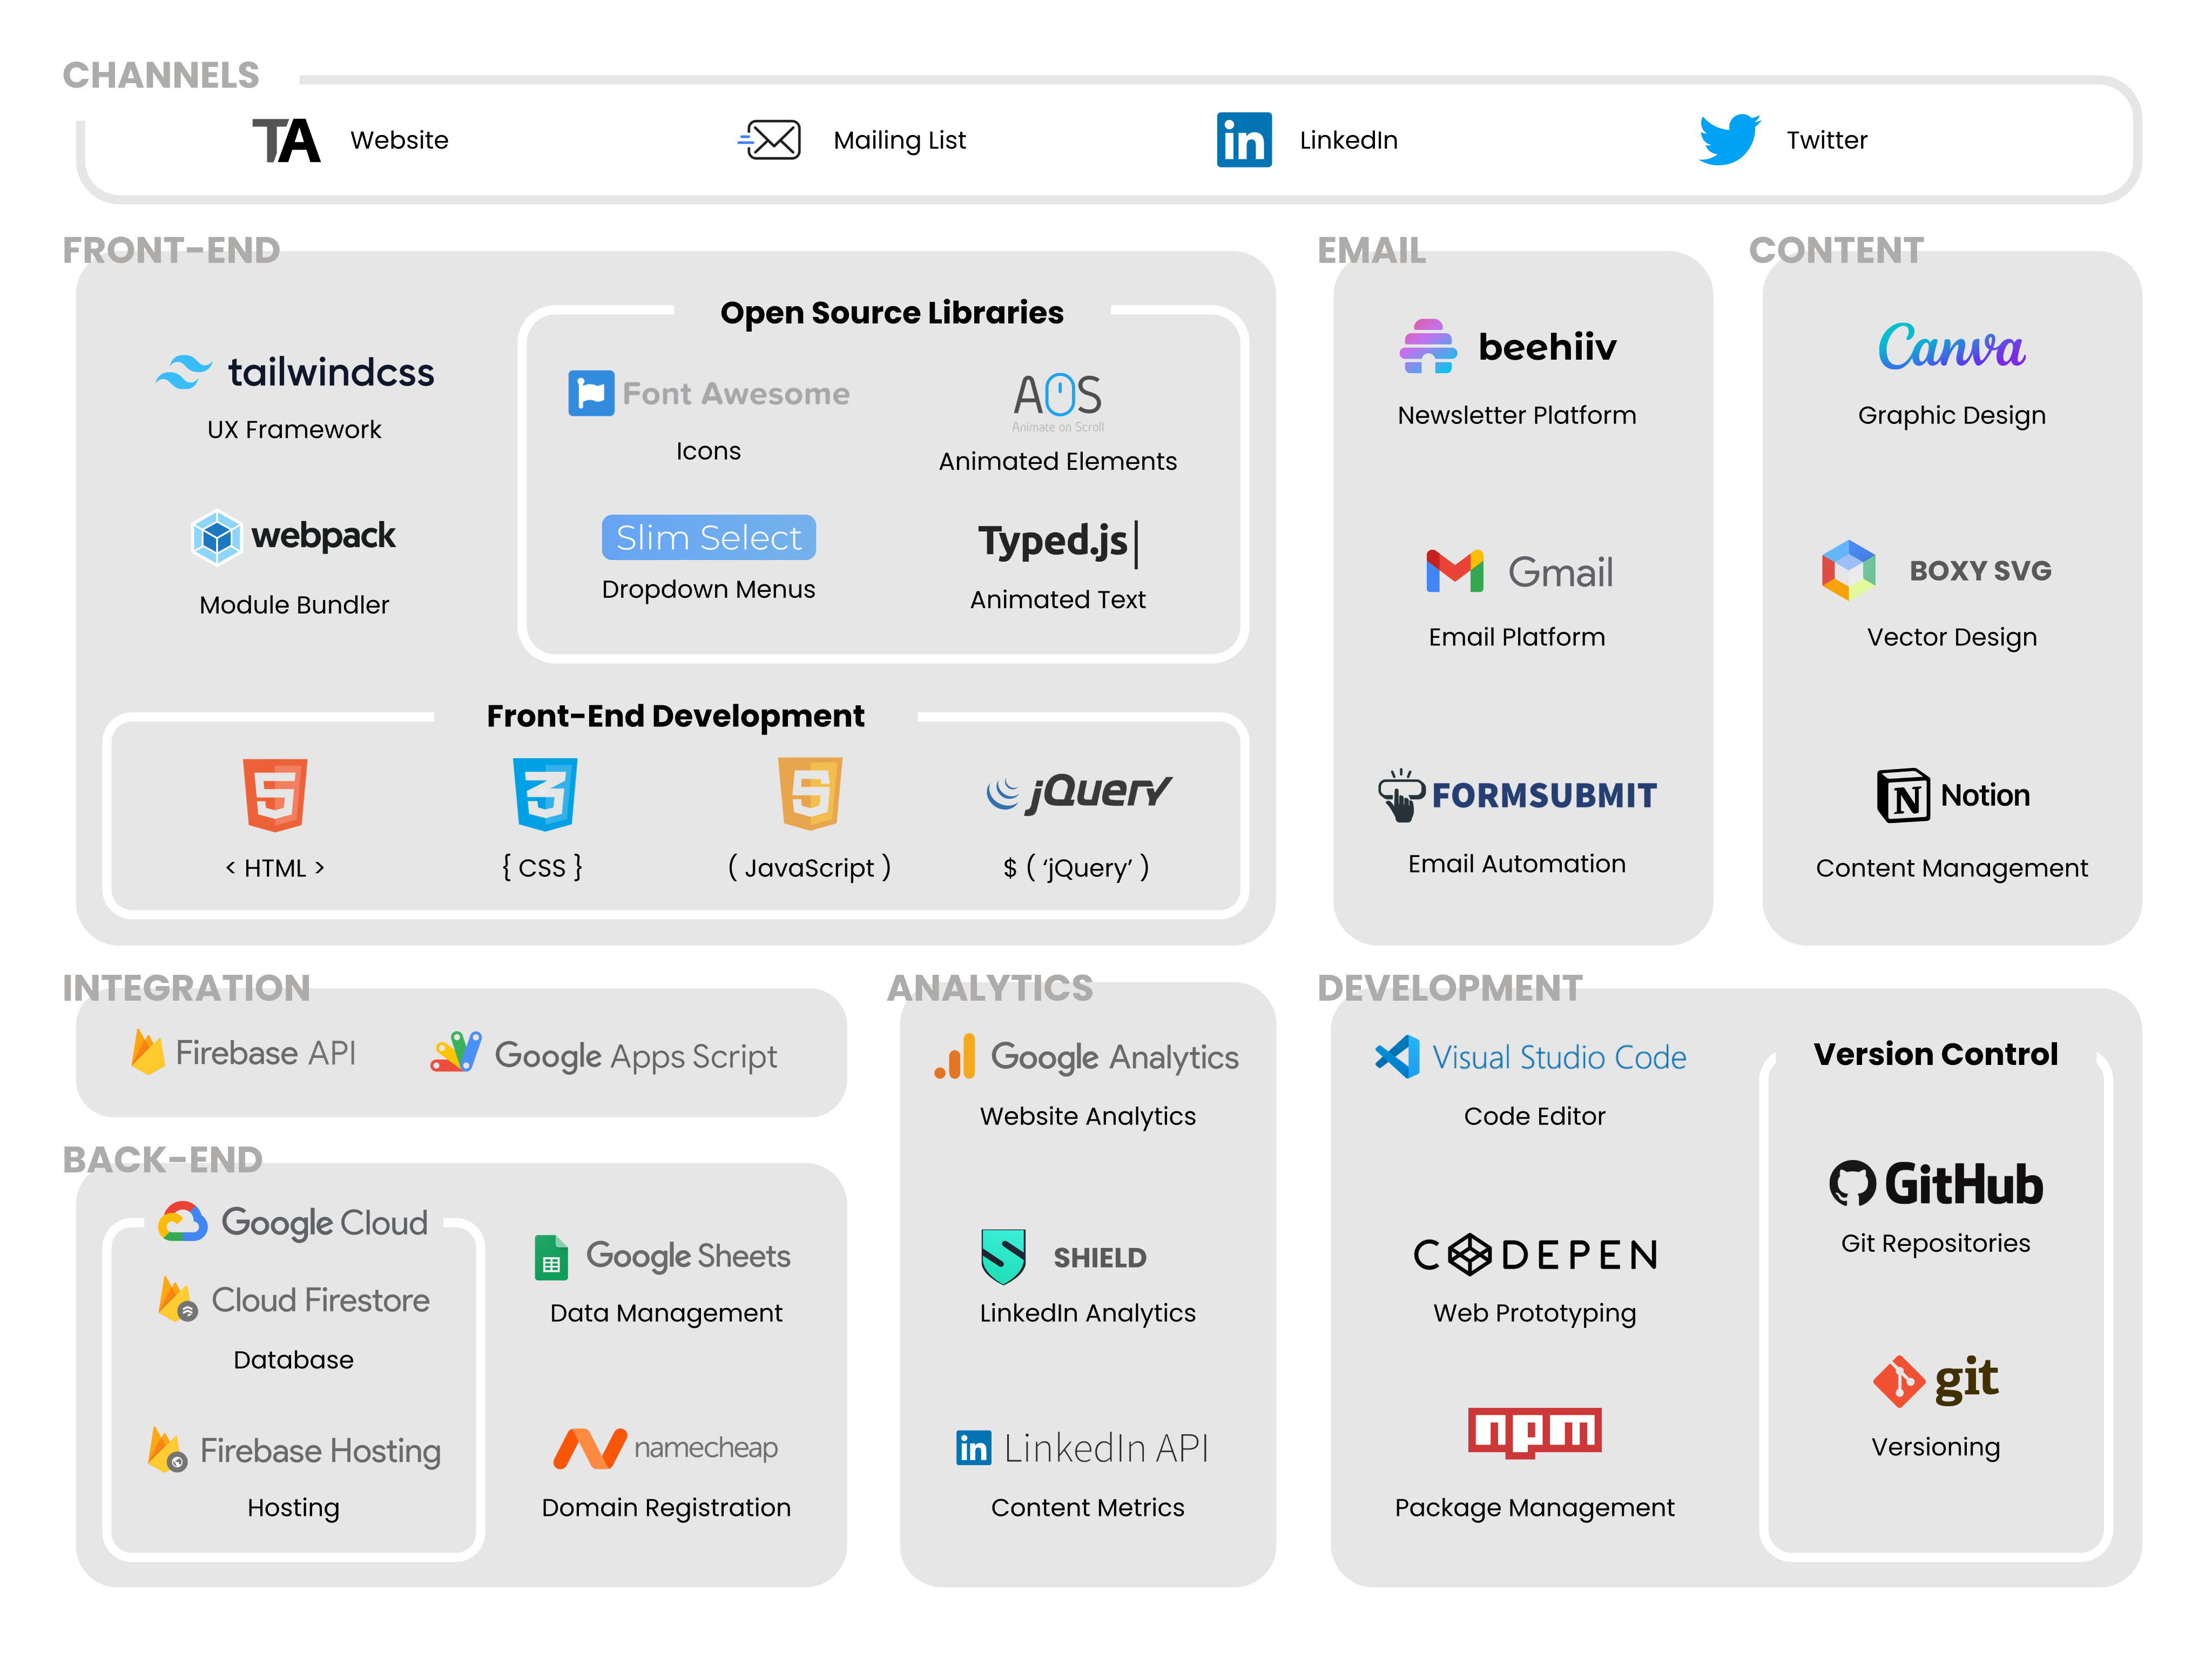 CHANNELS
TA Website
Mailing List
in LinkedIn
Twitter
FRONT-END
tailwindcss
UX Framework
webpack
Module Bundler
Open Source Libraries
Font Awesome
Icons
AOS
Animate on Scroll
Animated Elements
Slim Select
Dropdown Menus
Typed.js|
Animated Text
Front-End Development
5
< HTML >
3
{ CSS }
5
( JavaScript )
jQuery
$ ( ‘jQuery’ )
EMAIL
beehiiv
Newsletter Platform
Gmail
Email Platform
FORMSUBMIT
Email Automation
CONTENT
Canva
Graphic Design
BOXY SVG
Vector Design
N Notion
Content Management
INTEGRATION
Firebase API
Google Apps Script
BACK-END
Google Cloud
Cloud Firestore
Database
Firebase Hosting
Hosting
Google Sheets
Data Management
namecheap
Domain Registration
ANALYTICS
Google Analytics
Website Analytics
SHIELD
LinkedIn Analytics
in LinkedIn API
Content Metrics
DEVELOPMENT
Visual Studio Code
Code Editor
CODEPEN
Web Prototyping
npm
Package Management
Version Control
GitHub
Git Repositories
git
Versioning